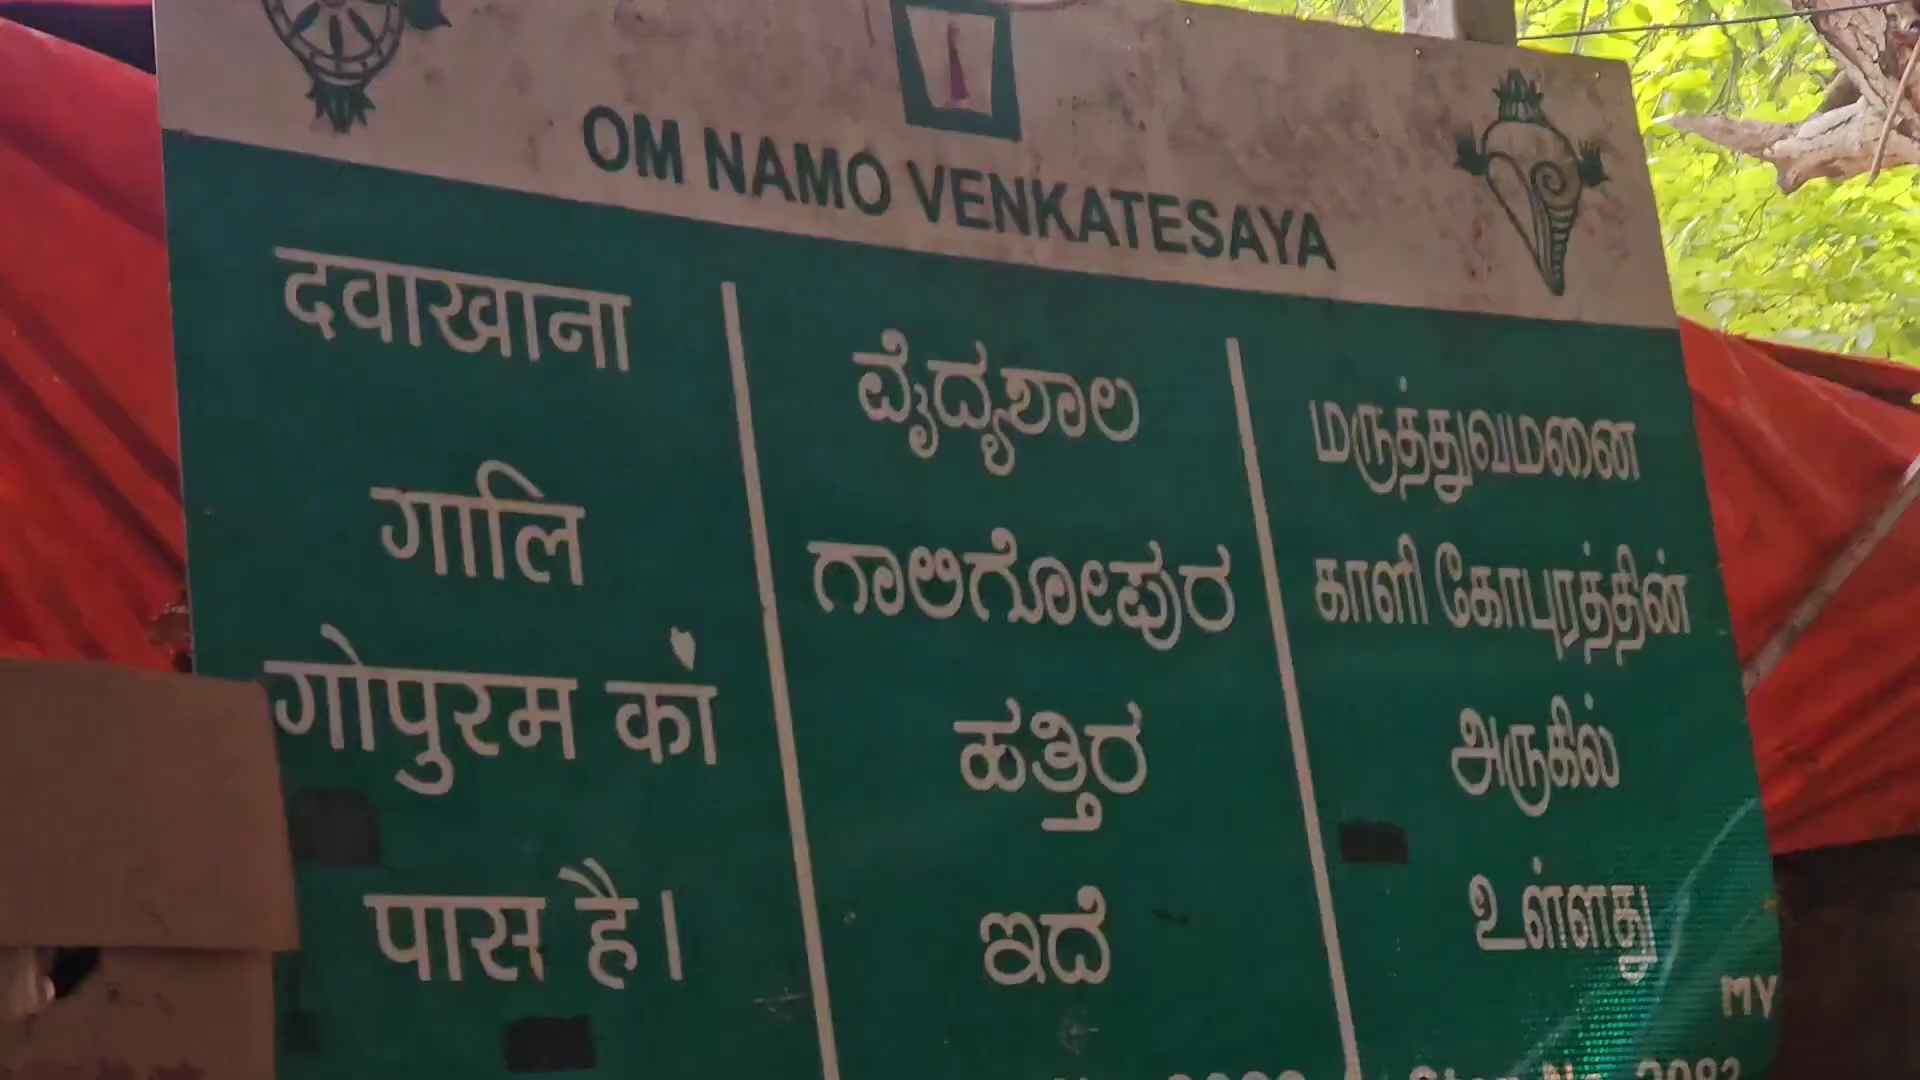 OM NAMO VENKATESAYA
दवाखाना
गालि
गोपुरम कां
पास है।
ವೈದ್ಯಶಾಲ
ಗಾಲಿಗೋಪುರ
ಹತ್ತಿರ
ಇದೆ
மருத்துவமனை
காளி கோபுரத்தின்
அருகில்
உள்ளது